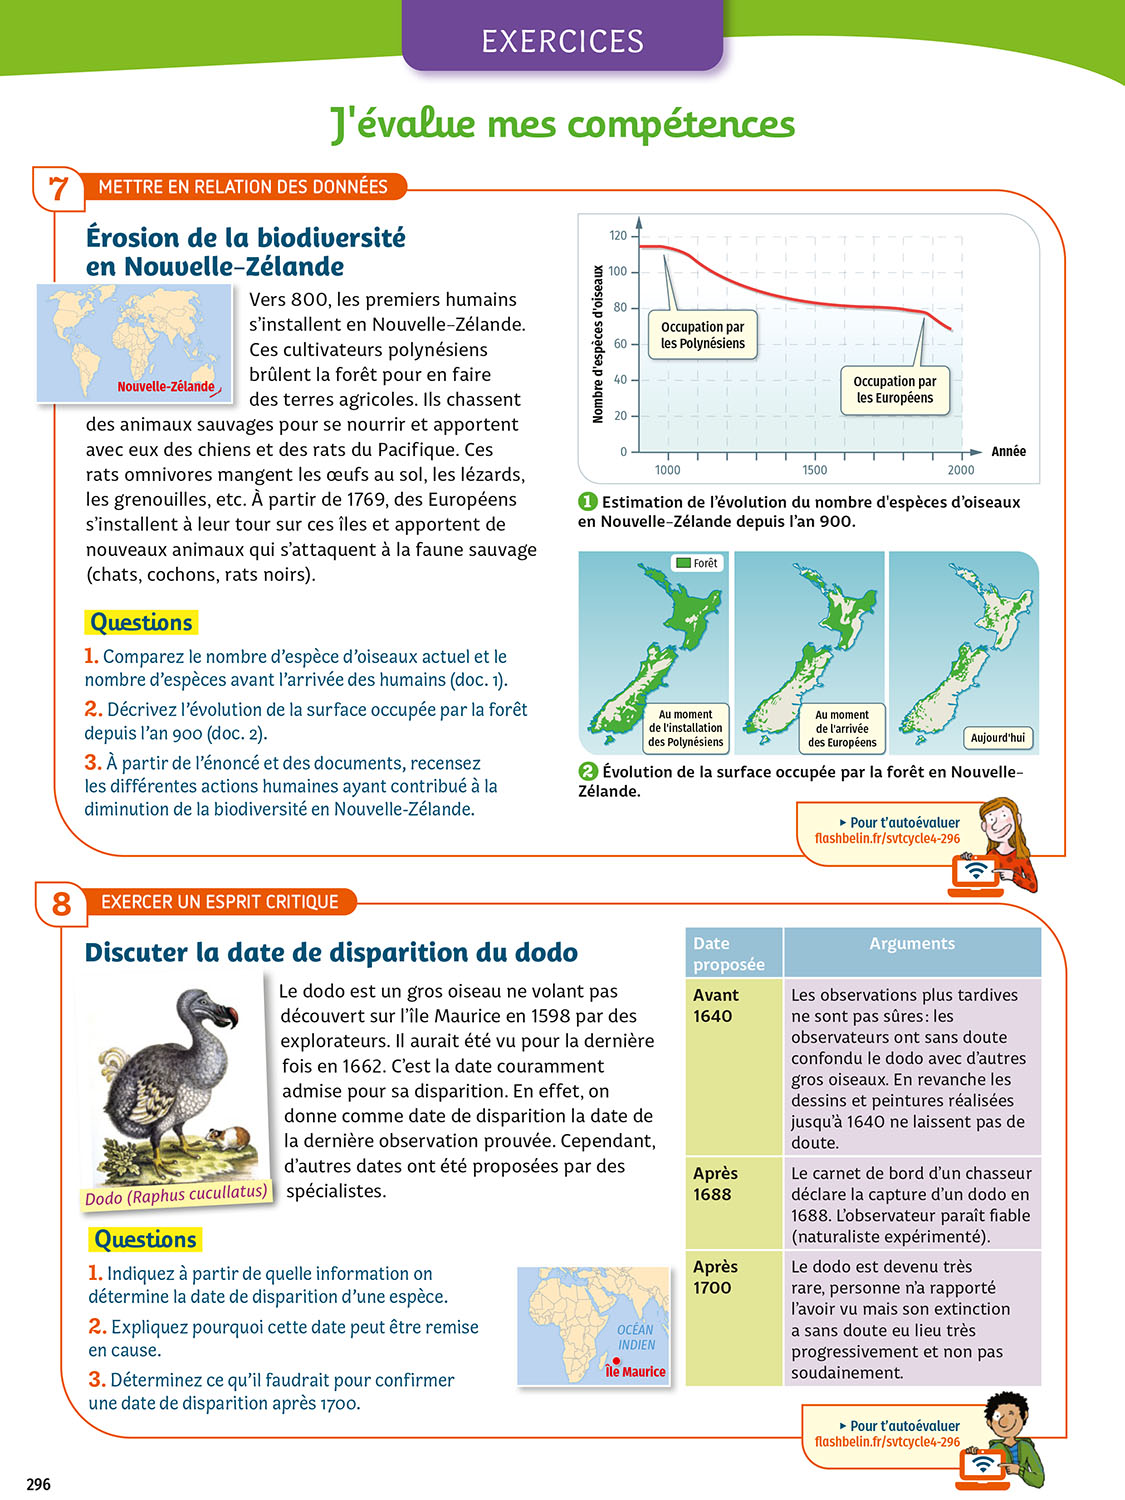 EXERCICES
J'évalue mes compétences
7
METTRE EN RELATION DES DONNÉES
Érosion de la biodiversité
en Nouvelle-Zélande
Nouvelle-Zélande
Vers 800, les premiers humains
s'installent en Nouvelle-Zélande.
Ces cultivateurs polynésiens
brûlent la forêt pour en faire
des terres agricoles. Ils chassent
des animaux sauvages pour se nourrir et apportent
avec eux des chiens et des rats du Pacifique. Ces
rats omnivores mangent les œufs au sol, les lézards,
les grenouilles, etc. À partir de 1769, des Européens
s'installent à leur tour sur ces îles et apportent de
nouveaux animaux qui s'attaquent à la faune sauvage
(chats, cochons, rats noirs).
Questions
1. Comparez le nombre d'espèce d'oiseaux actuel et le
nombre d'espèces avant l'arrivée des humains (doc. 1).
2. Décrivez l'évolution de la surface occupée par la forêt
depuis l'an 900 (doc. 2).
3. À partir de l'énoncé et des documents, recensez
les différentes actions humaines ayant contribué à la
diminution de la biodiversité en Nouvelle-Zélande.
Nombre d'espèces d'oiseaux
120
100
80
60
40
20
0
1000
1500
2000
Année
Occupation par
les Polynésiens
Occupation par
les Européens
1 Estimation de l'évolution du nombre d'espèces d'oiseaux
en Nouvelle-Zélande depuis l'an 900.
Forêt
Au moment
de l'installation
des Polynésiens
Au moment
de l'arrivée
des Européens
Aujourd'hui
2 Évolution de la surface occupée par la forêt en Nouvelle-
Zélande.
Pour t'autoévaluer
flashbelin.fr/svtcycle4-296
8
EXERCER UN ESPRIT CRITIQUE
Discuter la date de disparition du dodo
Dodo (Raphus cucullatus)
Le dodo est un gros oiseau ne volant pas
découvert sur l'île Maurice en 1598 par des
explorateurs. Il aurait été vu pour la dernière
fois en 1662. C'est la date couramment
admise pour sa disparition. En effet, on
donne comme date de disparition la date de
la dernière observation prouvée. Cependant,
d'autres dates ont été proposées par des
spécialistes.
Questions
1. Indiquez à partir de quelle information on
détermine la date de disparition d'une espèce.
2. Expliquez pourquoi cette date peut être remise
en cause.
3. Déterminez ce qu'il faudrait pour confirmer
une date de disparition après 1700.
OCÉAN
INDIEN
Île Maurice
Date
proposée
Arguments
Avant
1640
Les observations plus tardives
ne sont pas sûres : les
observateurs ont sans doute
confondu le dodo avec d'autres
gros oiseaux. En revanche les
dessins et peintures réalisées
jusqu'à 1640 ne laissent pas de
doute.
Après
1688
Le carnet de bord d'un chasseur
déclare la capture d'un dodo en
1688. L'observateur paraît fiable
(naturaliste expérimenté).
Après
1700
Le dodo est devenu très
rare, personne n'a rapporté
l'avoir vu mais son extinction
a sans doute eu lieu très
progressivement et non pas
soudainement.
Pour t'autoévaluer
flashbelin.fr/svtcycle4-296
296